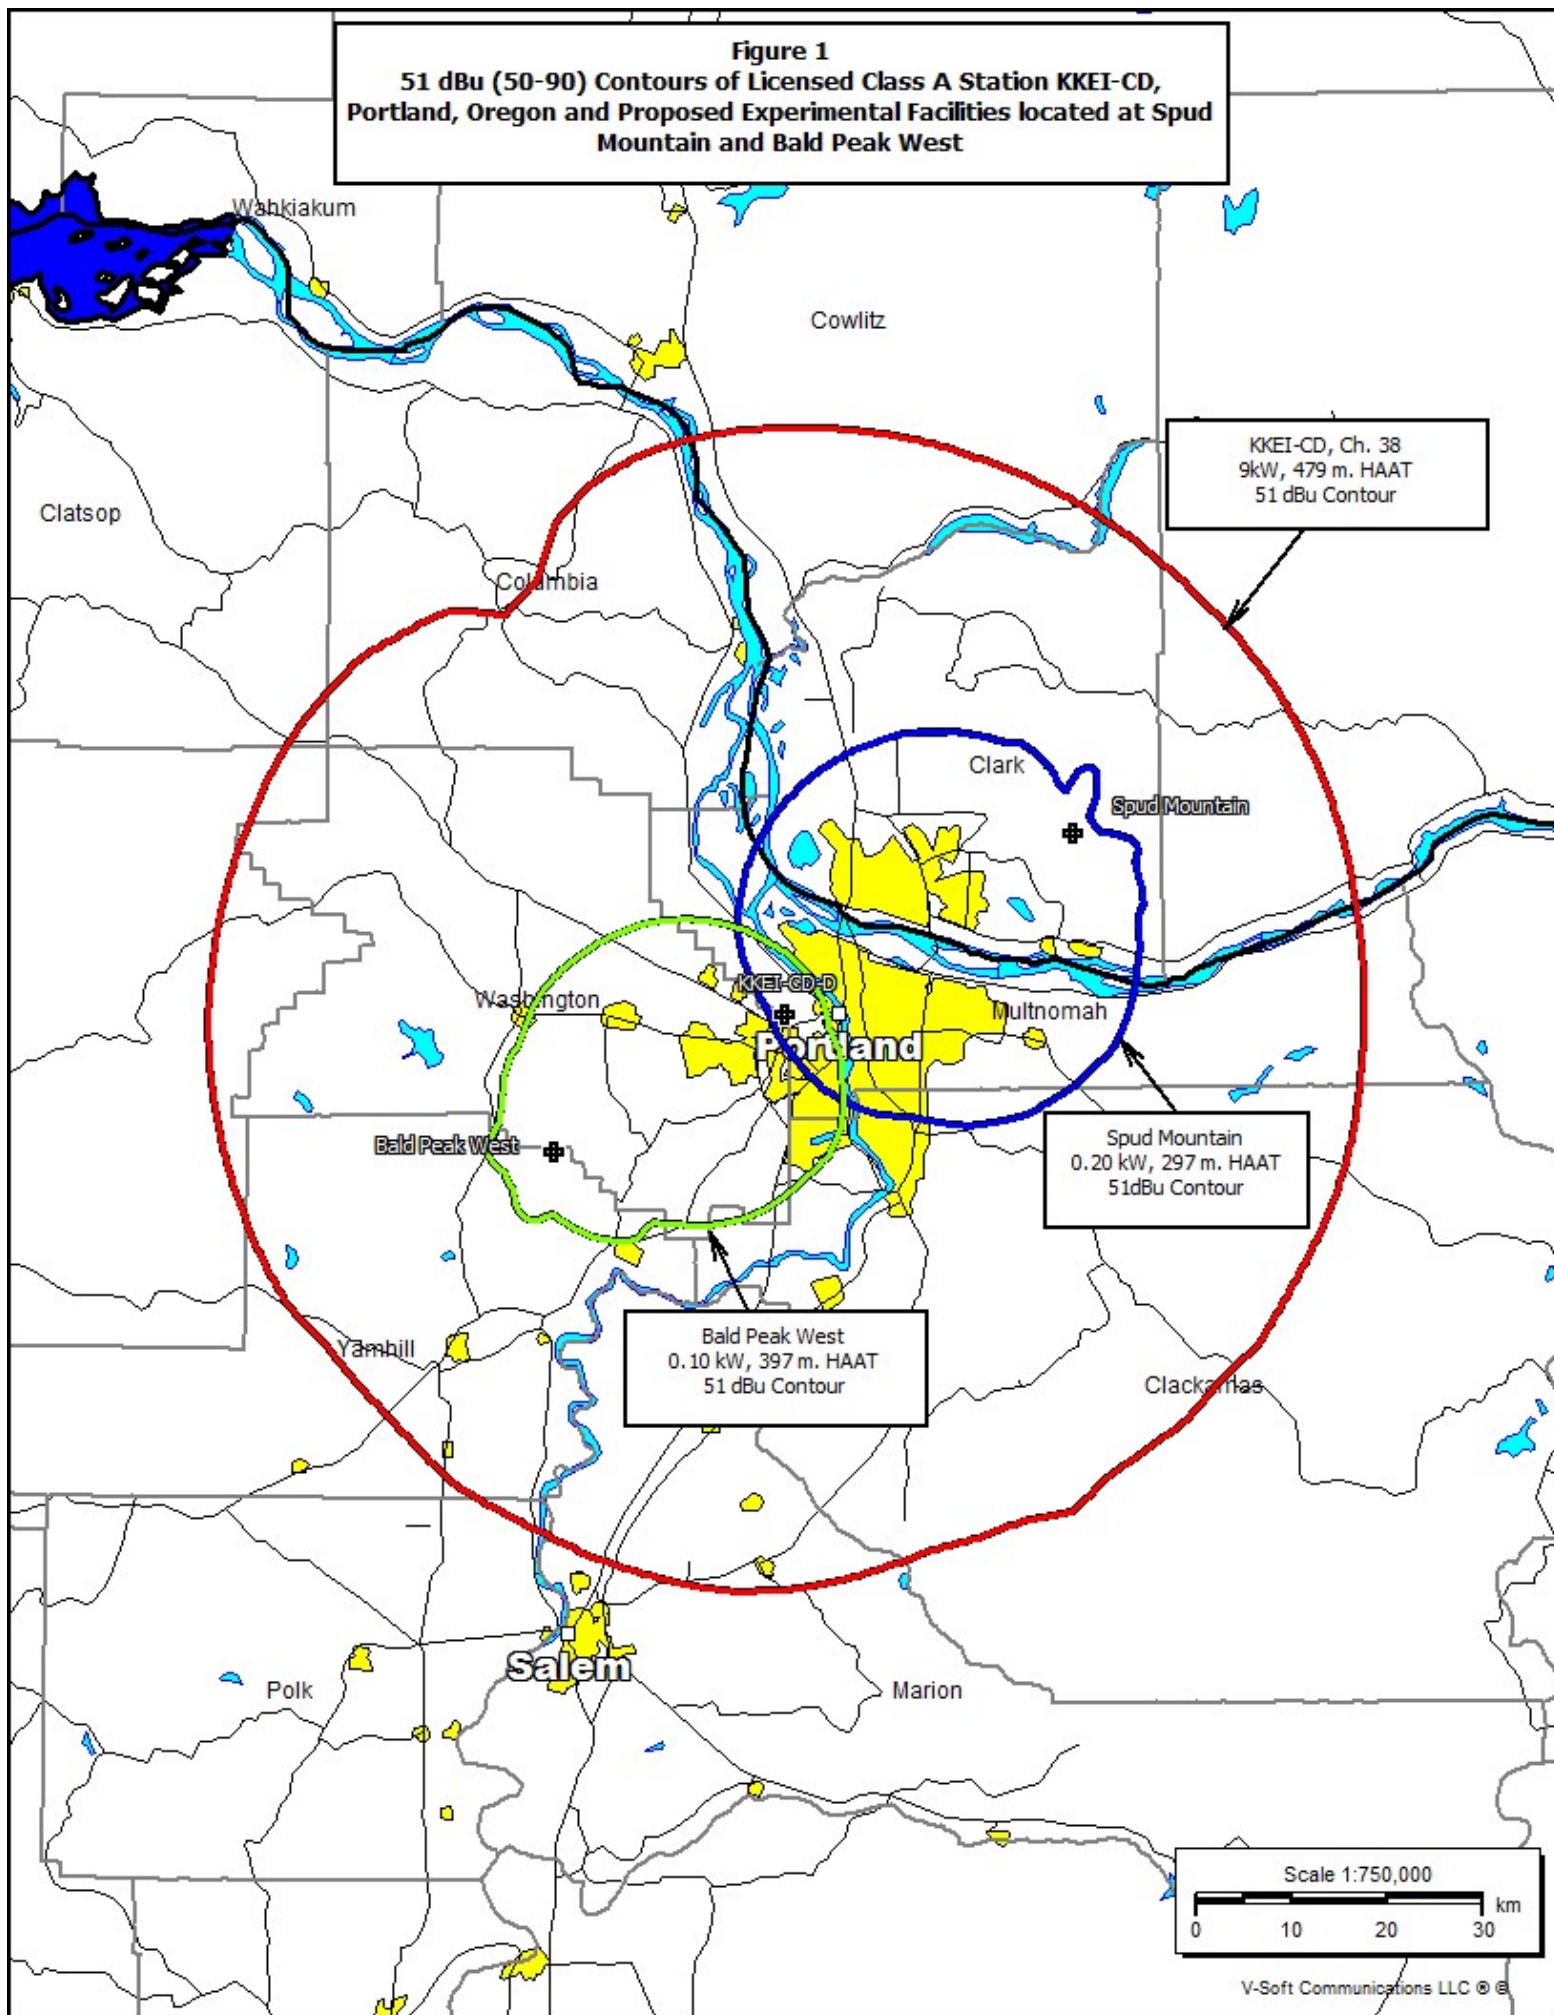 Figure 1
51 dBu (50-90) Contours of Licensed Class A Station KKEI-CD,
Portland, Oregon and Proposed Experimental Facilities located at Spud
Mountain and Bald Peak West
Wahkiakum
Cowlitz
KKEI-CD, Ch. 38
9kW, 479 m. HAAT
51 dBu Contour
Clatsop
Columbia
Clark
Spud Mountain
KKEI-CD-D
Washington
Multnomah
Portland
Bald Peak West
Spud Mountain
0.20 kW, 297 m. HAAT
51dBu Contour
Bald Peak West
0.10 kW, 397 m. HAAT
51 dBu Contour
Yamhill
Clackamas
Salem
Polk
Marion
Scale 1:750,000
km
0 10 20 30
V-Soft Communications LLC ® ©